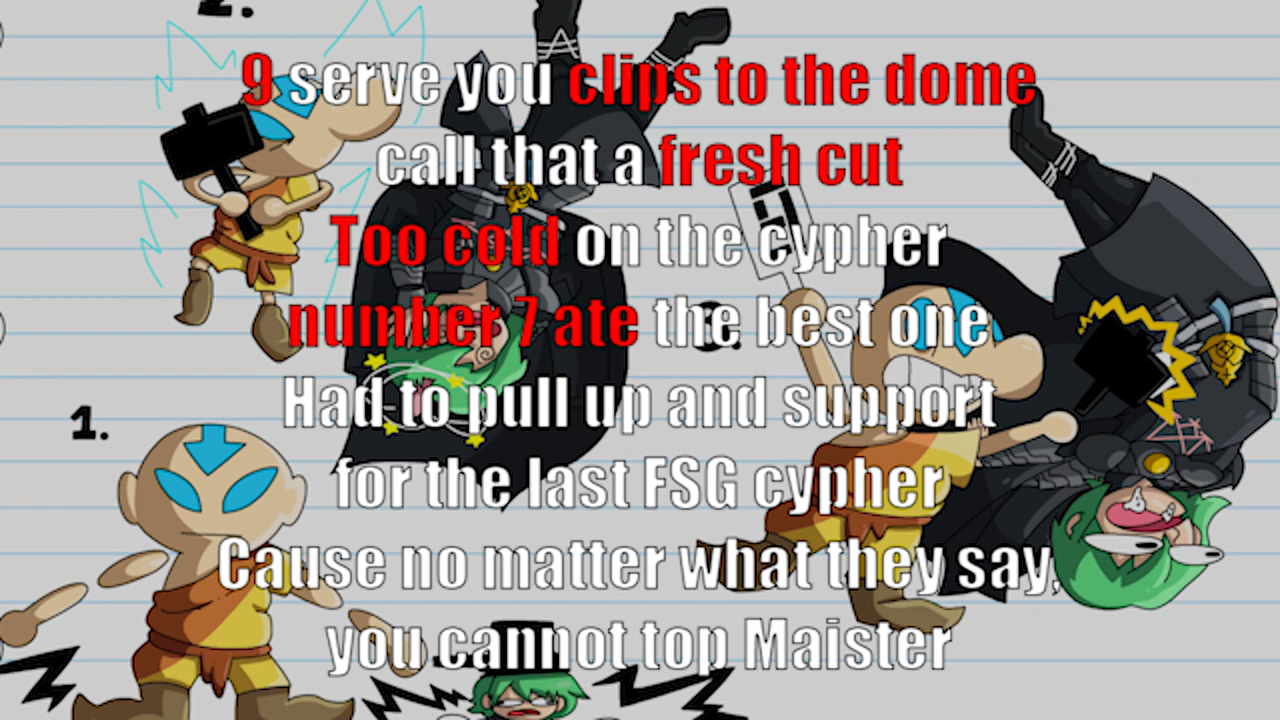 2.
9 serve you clips to the dome
call that a fresh cut
Too cold on the cypher
number 7 ate the best one
3.
Had to pull up and support
1.
for the last FSG cypher
Cause no matter what they say,
you cannot top Maister